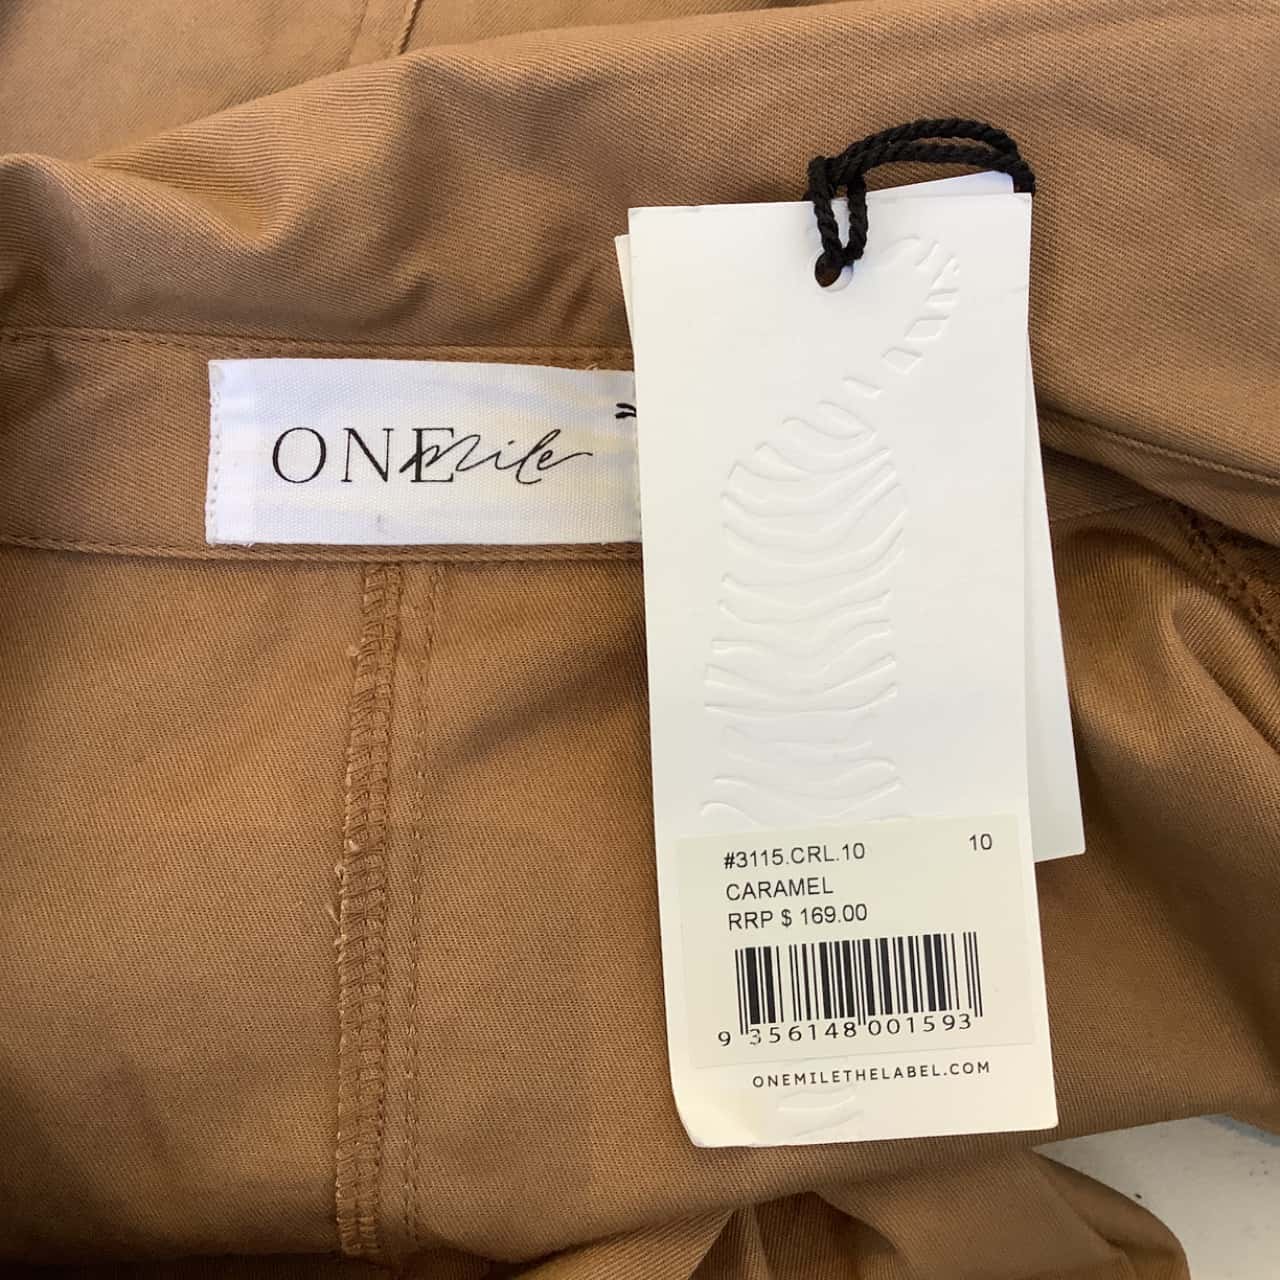 ONE mile
#3115.CRL.10 10
CARAMEL
RRP $ 169.00
9 356148 001593
ONEMILETHELABEL.COM